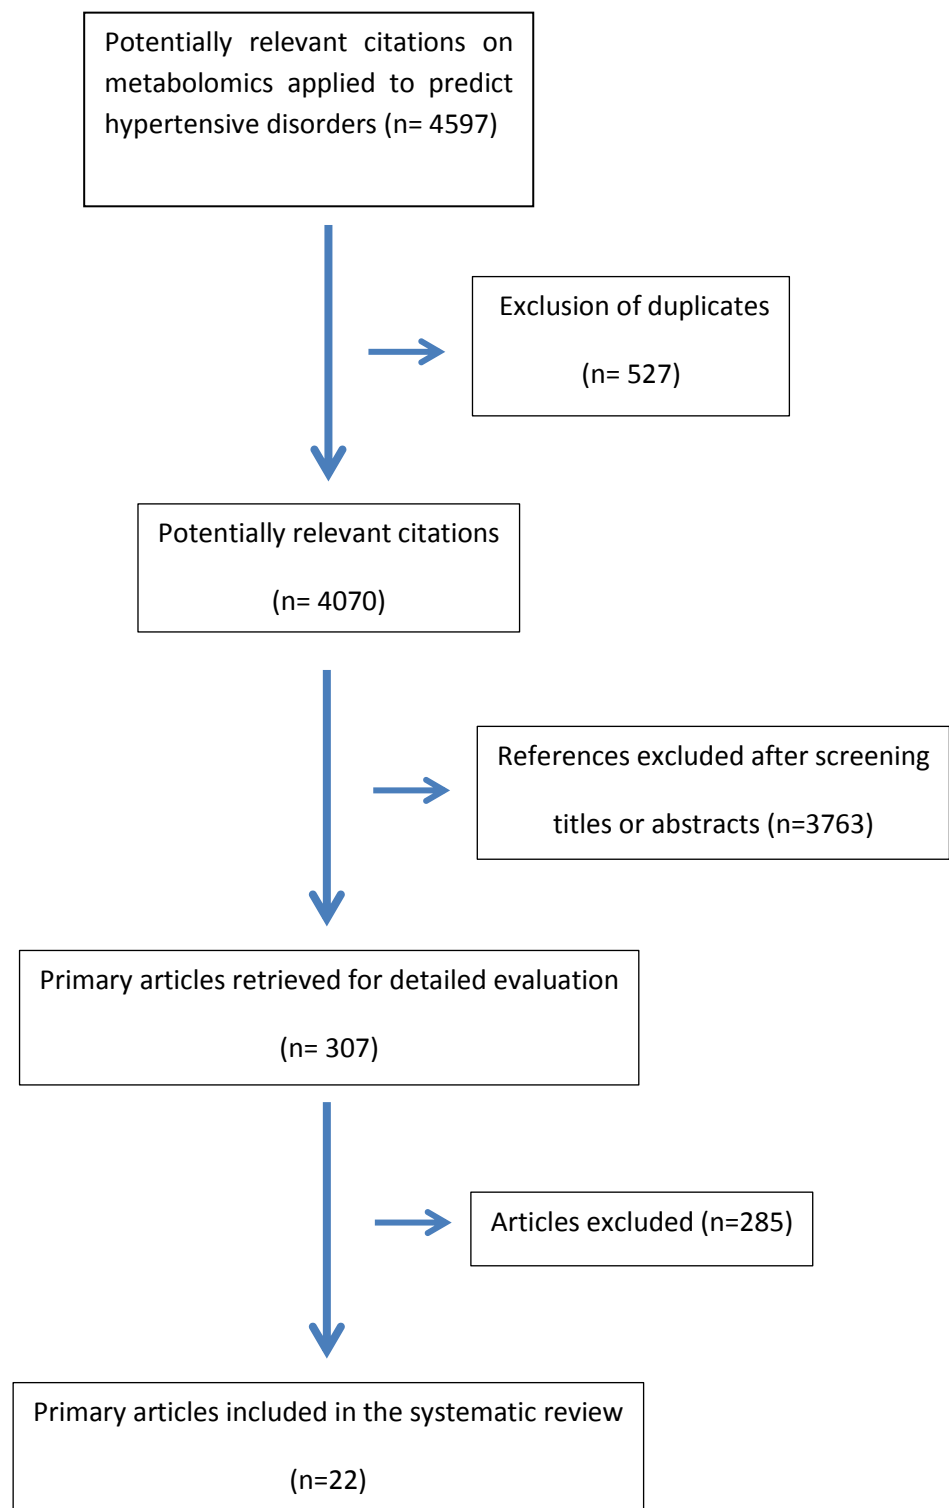 Potentially relevant citations on
metabolomics applied to predict
hypertensive disorders (n= 4597)
Exclusion of duplicates
(n= 527)
Potentially relevant citations
(n= 4070)
References excluded after screening
titles or abstracts (n=3763)
Primary articles retrieved for detailed evaluation
(n= 307)
Articles excluded (n=285)
Primary articles included in the systematic review
(n=22)